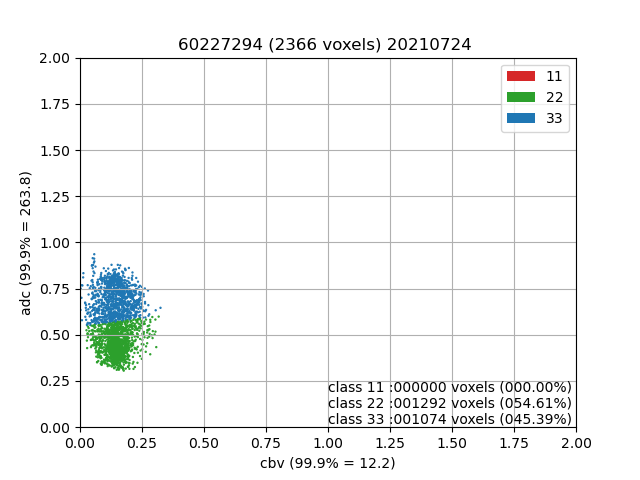 60227294 (2366 voxels) 20210724
2.00
1.75
1.50
1.25
1.00
0.75
0.50
0.25
0.00
adc (99.9% = 263.8)
11
22
33
class 11 :000000 voxels (000.00%)
class 22 :001292 voxels (054.61%)
class 33 :001074 voxels (045.39%)
0.00 0.25 0.50 0.75 1.00 1.25 1.50 1.75 2.00
cbv (99.9% = 12.2)